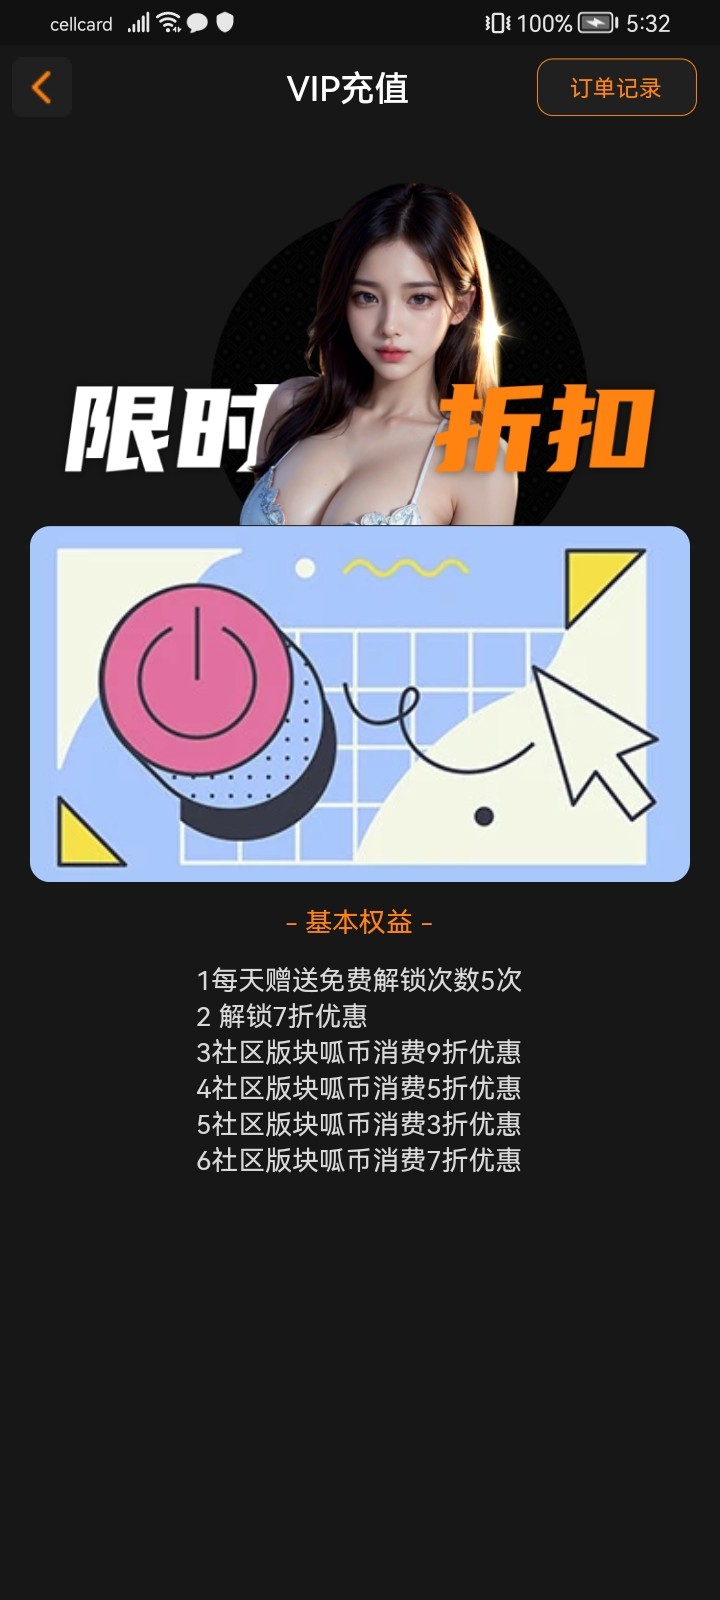 cellcard 100% 5:32
VIP充值
订单记录
限时折扣
- 基本权益 -
1每天赠送免费解锁次数5次
2 解锁7折优惠
3社区版块呱币消费9折优惠
4社区版块呱币消费5折优惠
5社区版块呱币消费3折优惠
6社区版块呱币消费7折优惠